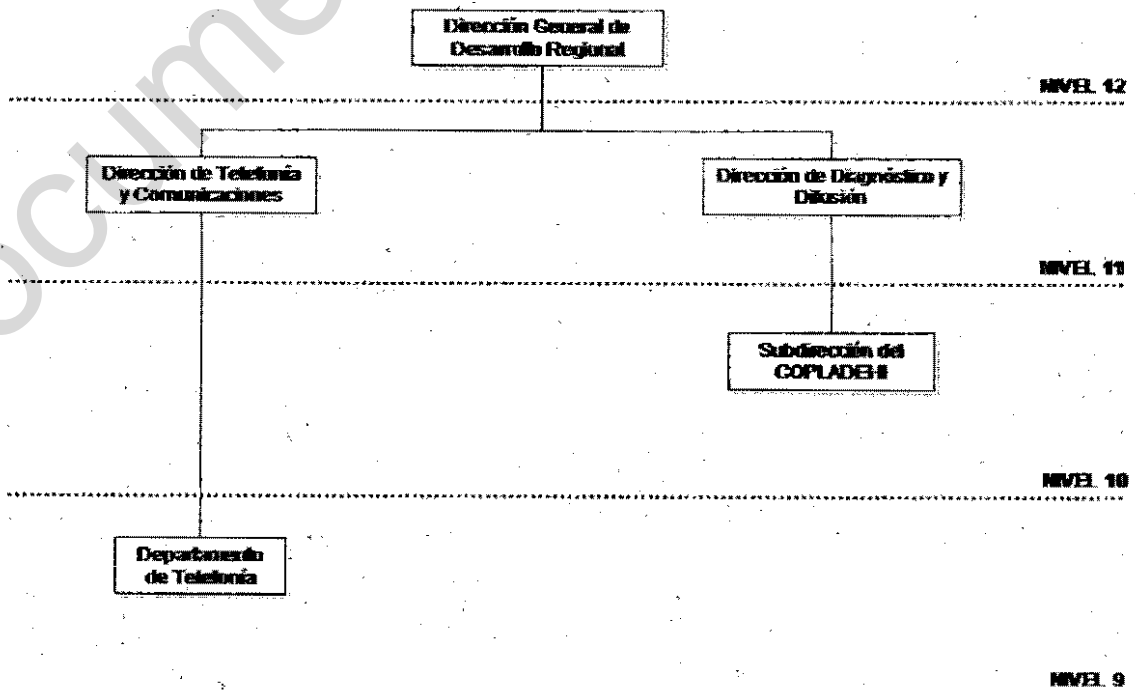 Dirección General de
Desarrollo Regional
NIVEL 12
Dirección de Telefonía
y Comunicaciones
Dirección de Diagnóstico y
Difusión
NIVEL 11
Subdirección del
COPLADEHI
NIVEL 10
Departamento
de Telefonía
NIVEL 9
ocume